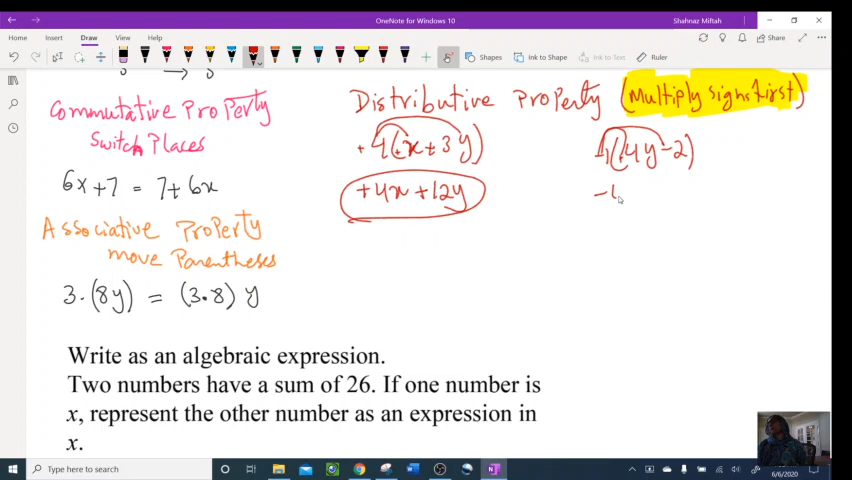 OneNote for Windows 10
Shahnaz Miftah
Home Insert Draw View Help
Share
Shapes Ink to Shape Ink to Text Ink to Math Ruler
Commutative Property
Switch Places
6x+7 = 7+6x
Associative Property
move Parentheses
3·(8y) = (3·8) y
Distributive Property (Multiply signs first)
+ 4(+x+3y)
+4x+12y
(+4y-2)
-4
Write as an algebraic expression.
Two numbers have a sum of 26. If one number is
x, represent the other number as an expression in
x.
Type here to search
6/6/2020